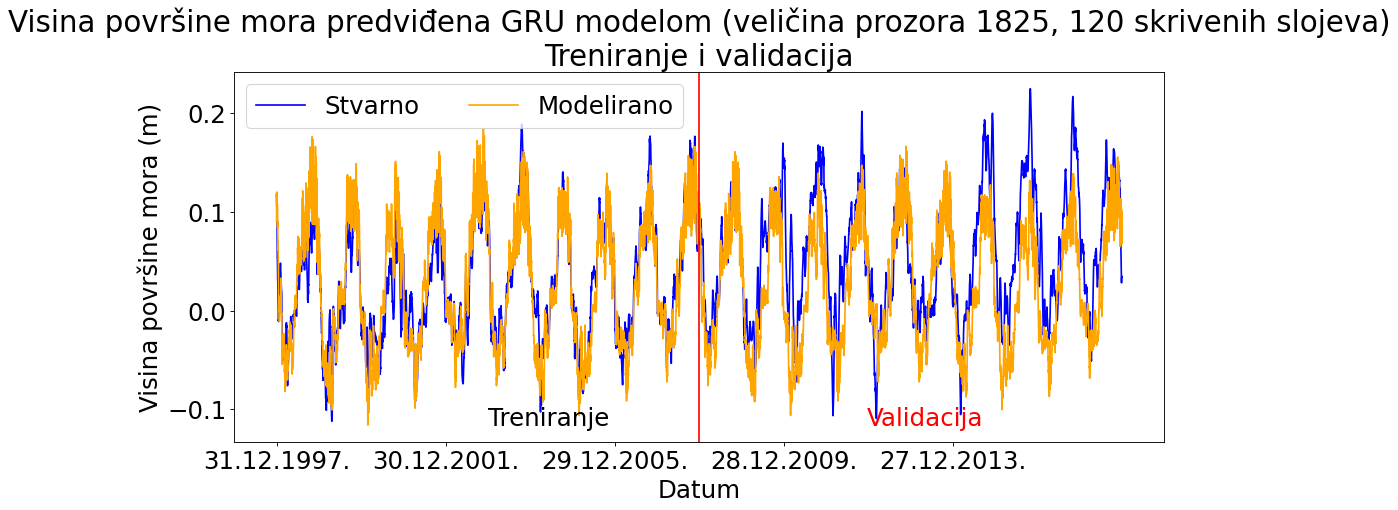 Visina površine mora predviđena GRU modelom (veličina prozora 1825, 120 skrivenih slojeva)
Treniranje i validacija
Stvarno
Modelirano
Visina površine mora (m)
0.2
0.1
0.0
−0.1
Treniranje
Validacija
31.12.1997.
30.12.2001.
29.12.2005.
28.12.2009.
27.12.2013.
Datum